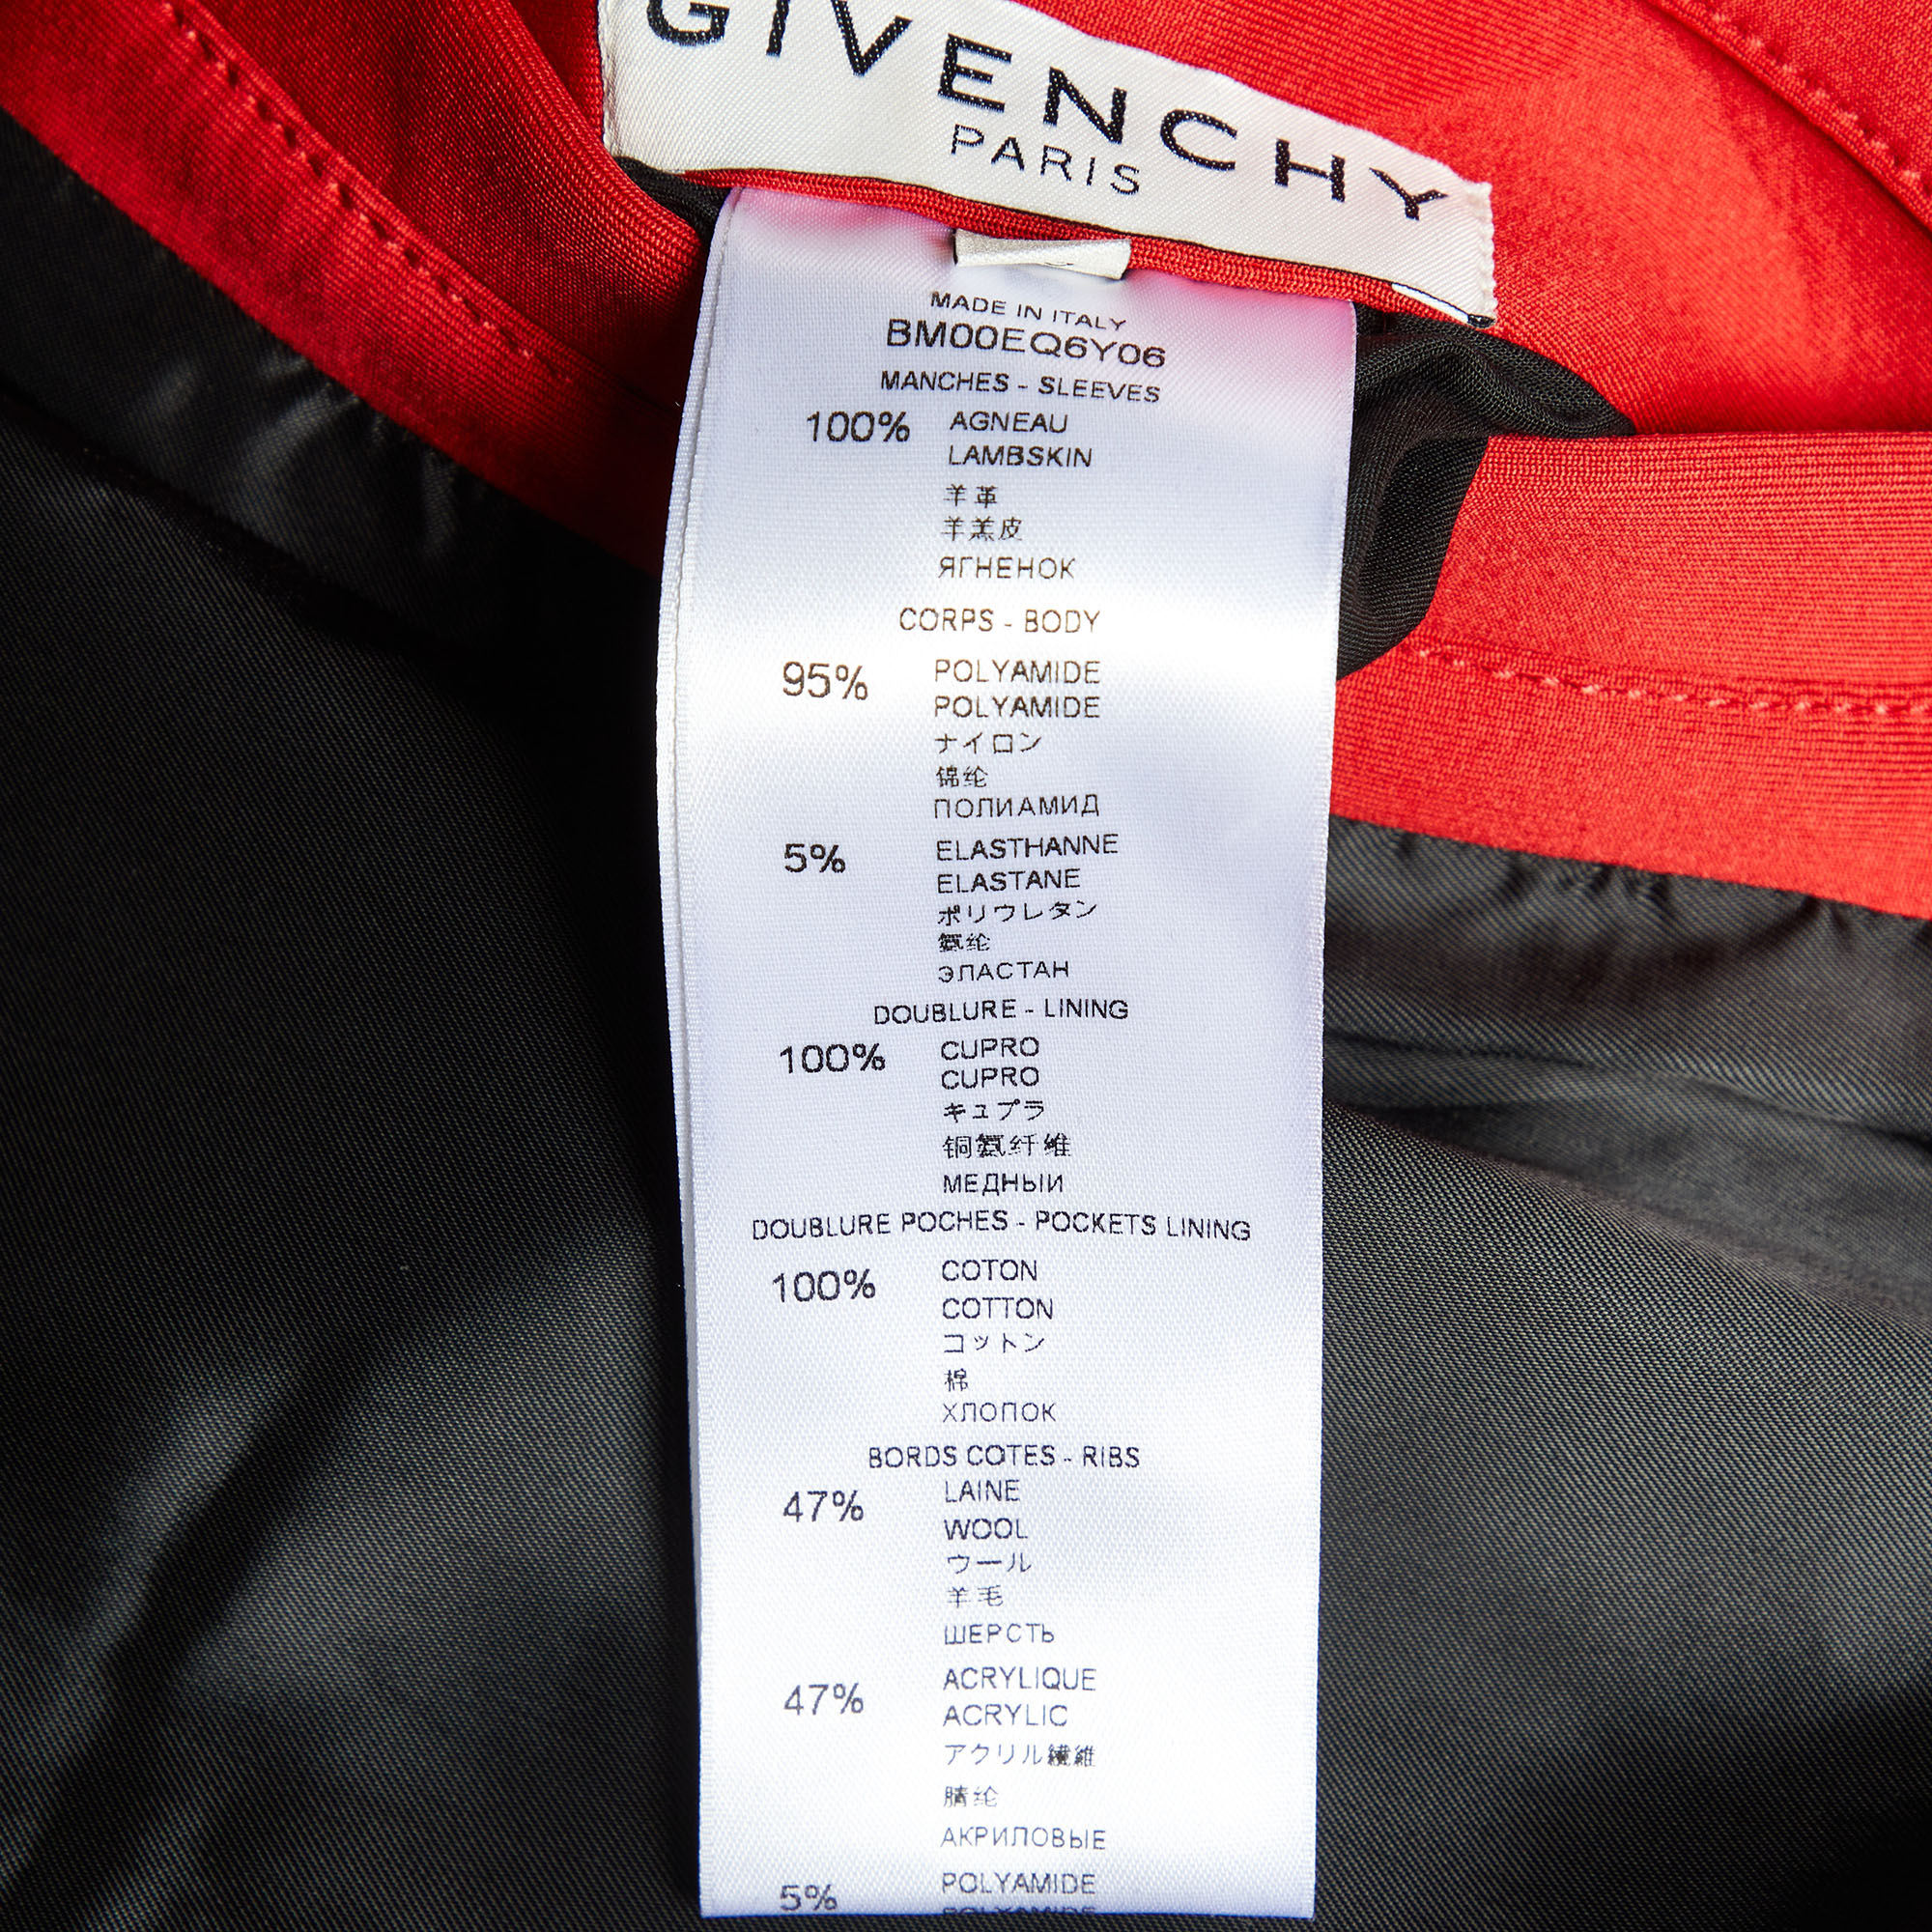 GIVENCHY
PARIS
MADE IN ITALY
BM00EQ6Y06
MANCHES - SLEEVES
100% AGNEAU
LAMBSKIN
羊革
羊羔皮
ЯГНЕНОК
CORPS - BODY
95% POLYAMIDE
POLYAMIDE
ナイロン
锦纶
ПОЛИАМИД
5% ELASTHANNE
ELASTANE
ポリウレタン
氨纶
ЭЛАСТАН
DOUBLURE - LINING
100% CUPRO
CUPRO
キュプラ
铜氨纤维
МЕДНЫИ
DOUBLURE POCHES - POCKETS LINING
100% COTON
COTTON
コットン
棉
ХЛОПОК
BORDS COTES - RIBS
47% LAINE
WOOL
ウール
羊毛
ШЕРСТЬ
47% ACRYLIQUE
ACRYLIC
アクリル繊維
腈纶
АКРИЛОВЫЕ
5% POLYAMIDE
POLYAMIDE